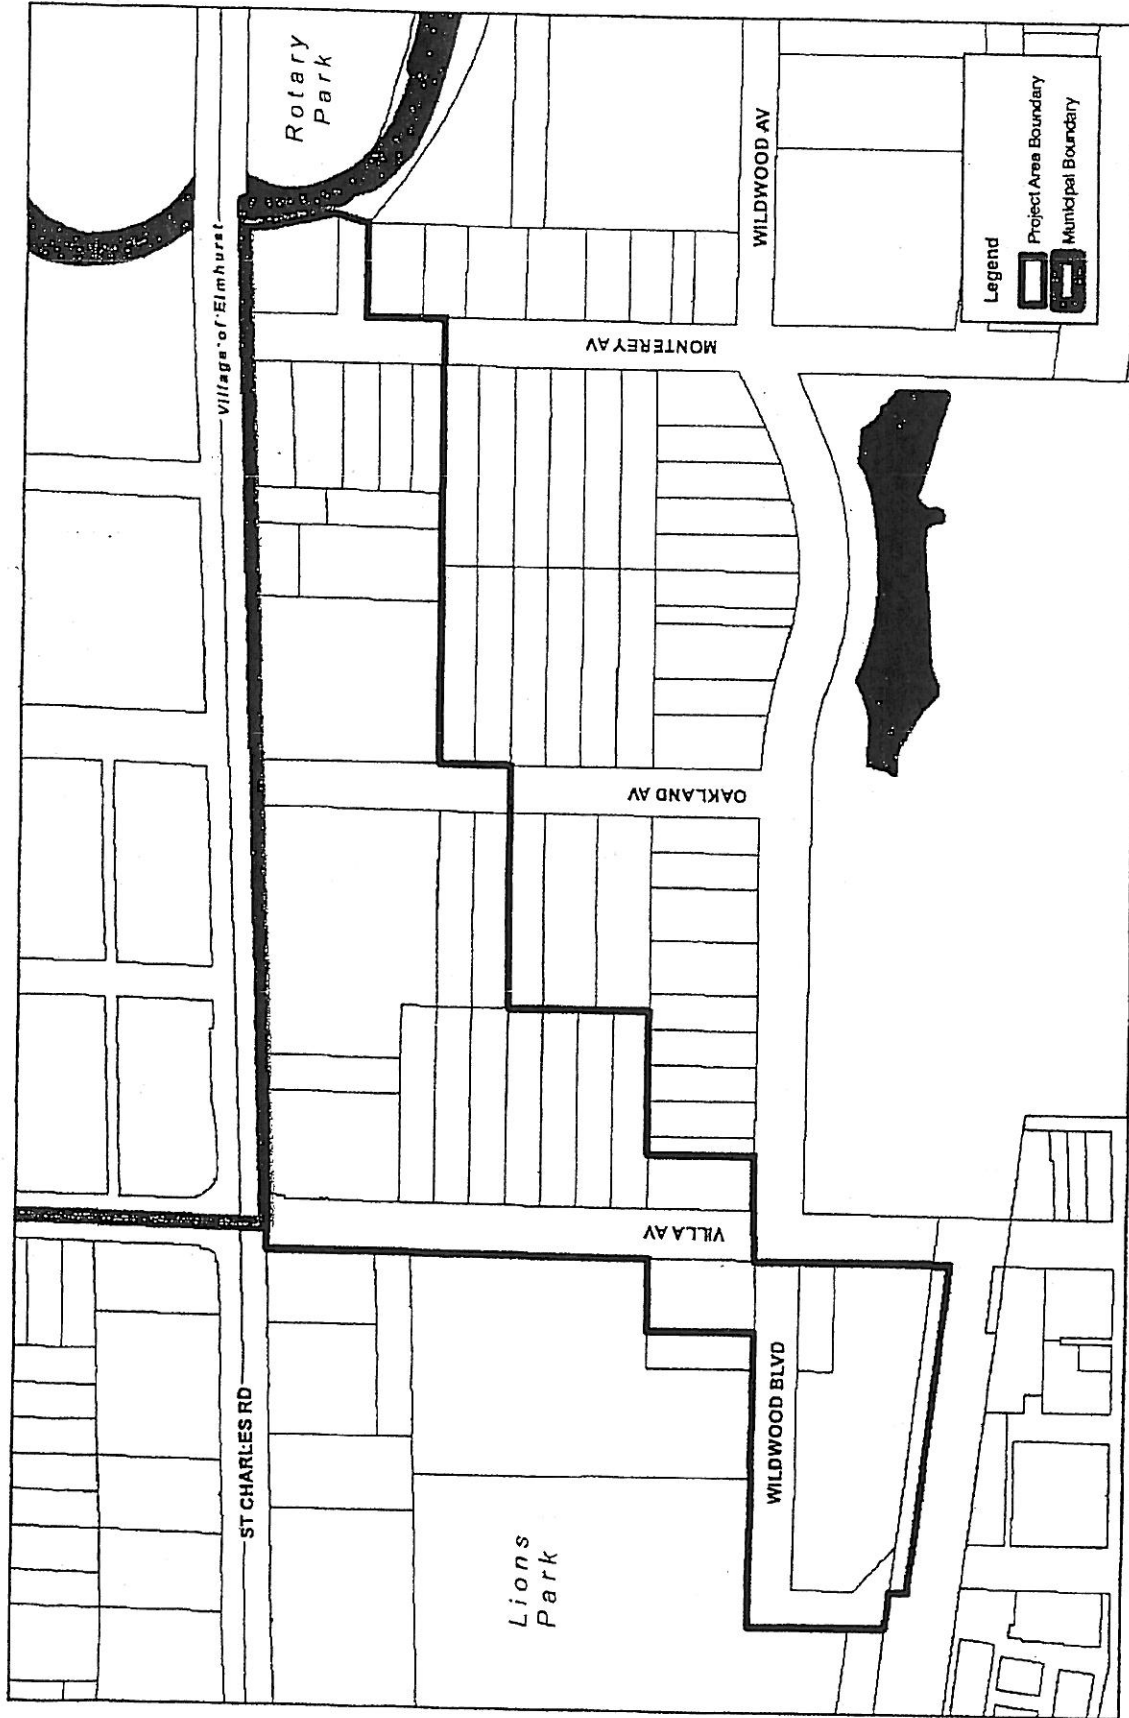 Rotary
Park
Village of Elmhurst
ST CHARLES RD
MONTEREY AV
WILDWOOD AV
OAKLAND AV
VILLA AV
Lions
Park
WILDWOOD BLVD
Legend
Project Area Boundary
Municipal Boundary